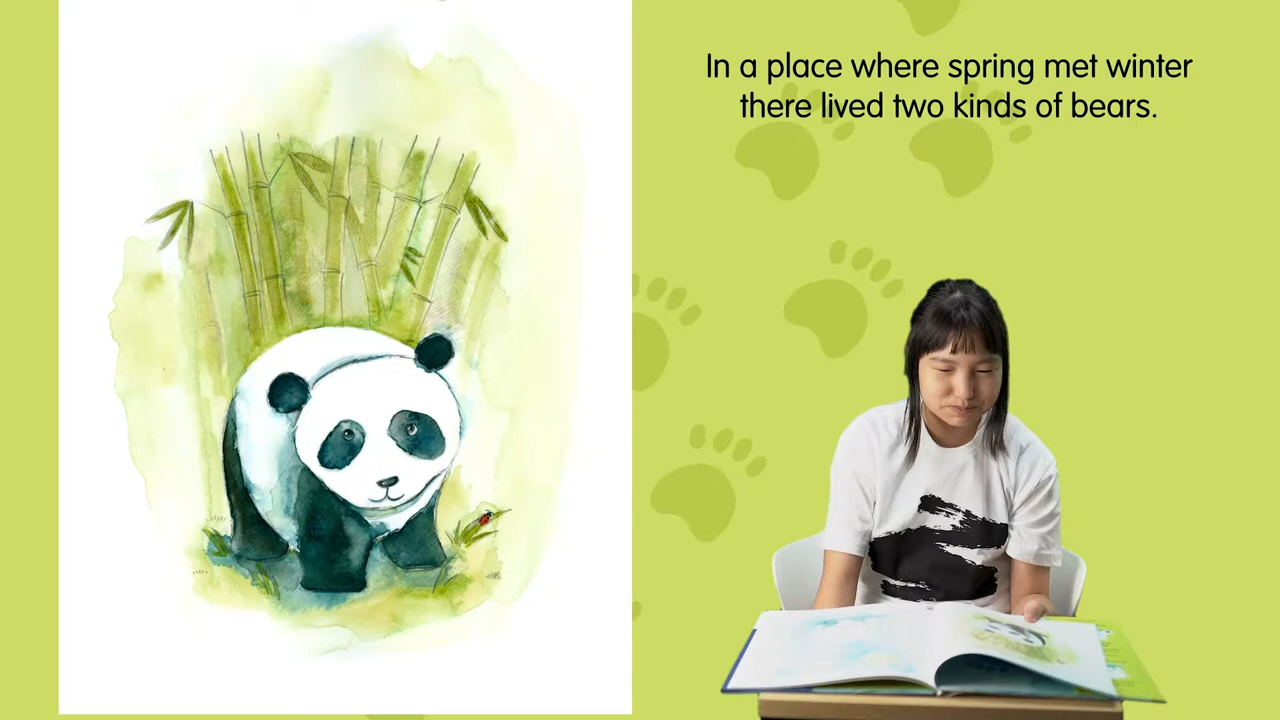 In a place where spring met winter
there lived two kinds of bears.